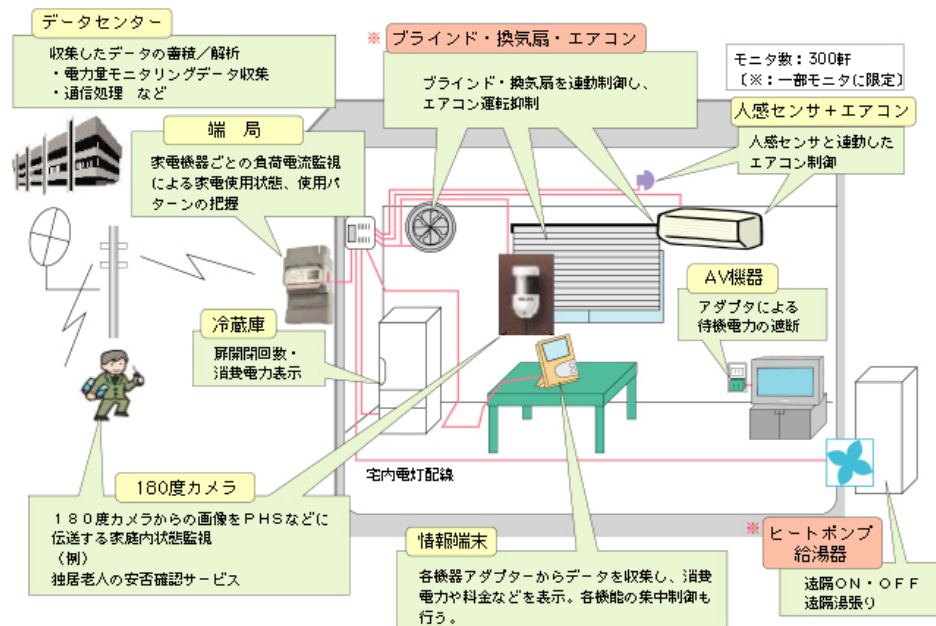 データセンター
収集したデータの蓄積／解析
・電力量モニタリングデータ収集
・通信処理 など
※ ブラインド・換気扇・エアコン
ブラインド・換気扇を連動制御し、
エアコン運転抑制
モニタ数：300軒
（※：一部モニタに限定）
人感センサ＋エアコン
人感センサと連動した
エアコン制御
端 局
家電機器ごとの負荷電流監視
による家電使用状態、使用パ
ターンの把握
AV機器
アダプタによる
待機電力の遮断
冷蔵庫
扉開閉回数・
消費電力表示
宅内電灯配線
180度カメラ
１８０度カメラからの画像をＰＨＳなどに
伝送する家庭内状態監視
（例）
独居老人の安否確認サービス
情報端末
各機器アダプターからデータを収集し、消費
電力や料金などを表示。各機能の集中制御も
行う。
※ ヒートポンプ
給湯器
遠隔ＯＮ・ＯＦＦ
遠隔湯張り